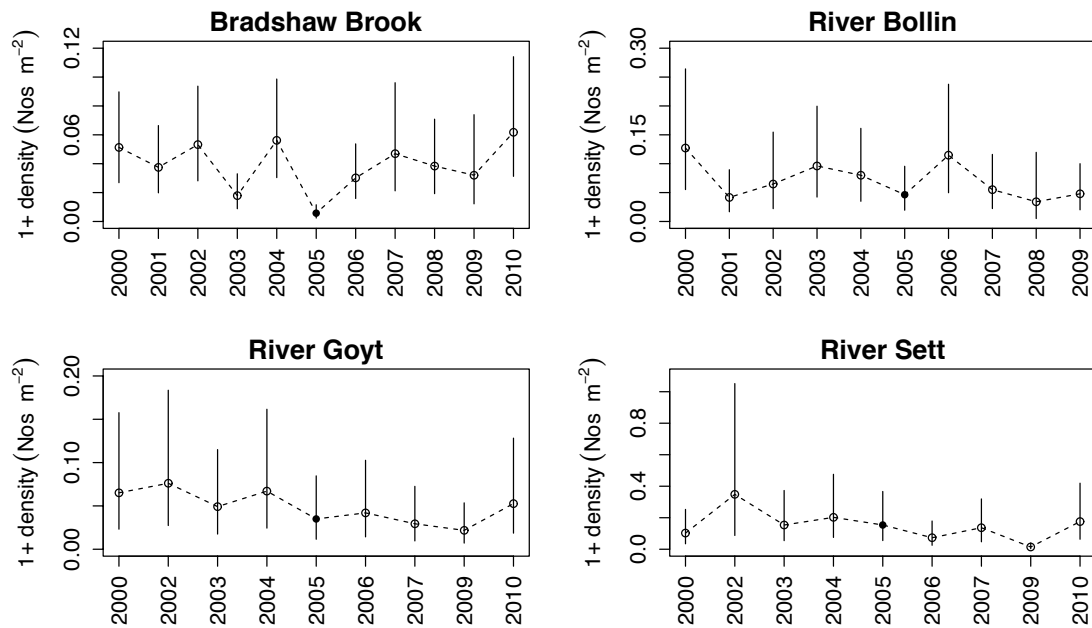 Bradshaw Brook
1+ density (Nos m⁻²)
0.12
0.06
0.00
2000 2001 2002 2003 2004 2005 2006 2007 2008 2009 2010
River Bollin
1+ density (Nos m⁻²)
0.30
0.15
0.00
2000 2001 2002 2003 2004 2005 2006 2007 2008 2009
River Goyt
1+ density (Nos m⁻²)
0.20
0.10
0.00
2000 2002 2003 2004 2005 2006 2007 2009 2010
River Sett
1+ density (Nos m⁻²)
0.8
0.4
0.0
2000 2002 2003 2004 2005 2006 2007 2009 2010